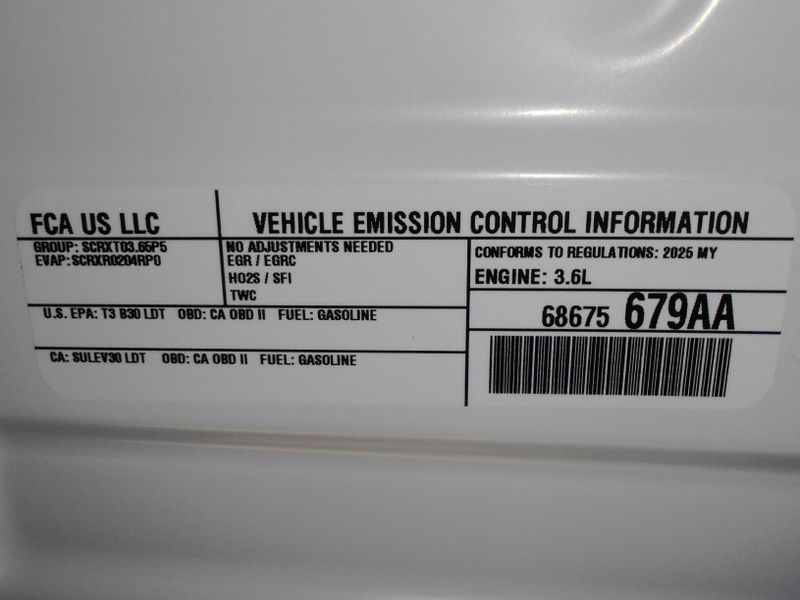 FCA US LLC
VEHICLE EMISSION CONTROL INFORMATION
GROUP: SCRXT03.65P5
EVAP: SCRXR0204RP0
NO ADJUSTMENTS NEEDED
EGR / EGRC
HO2S / SFI
TWC
CONFORMS TO REGULATIONS: 2025 MY
ENGINE: 3.6L
U.S. EPA: T3 B30 LDT OBD: CA OBD II FUEL: GASOLINE
68675 679AA
CA: SULEV30 LDT OBD: CA OBD II FUEL: GASOLINE